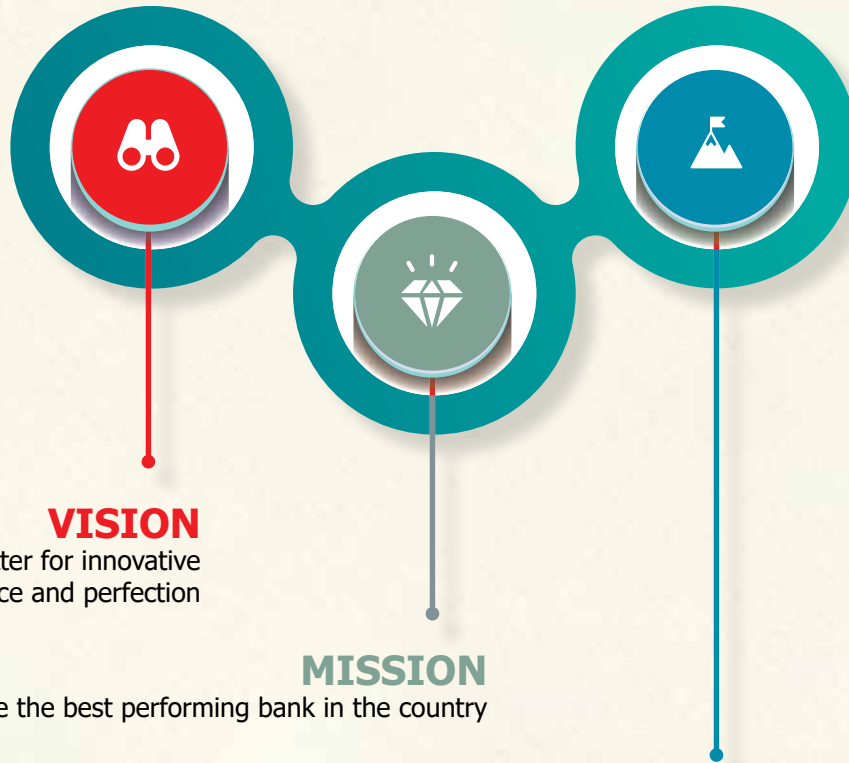 VISION
ter for innovative
ce and perfection
MISSION
e the best performing bank in the country